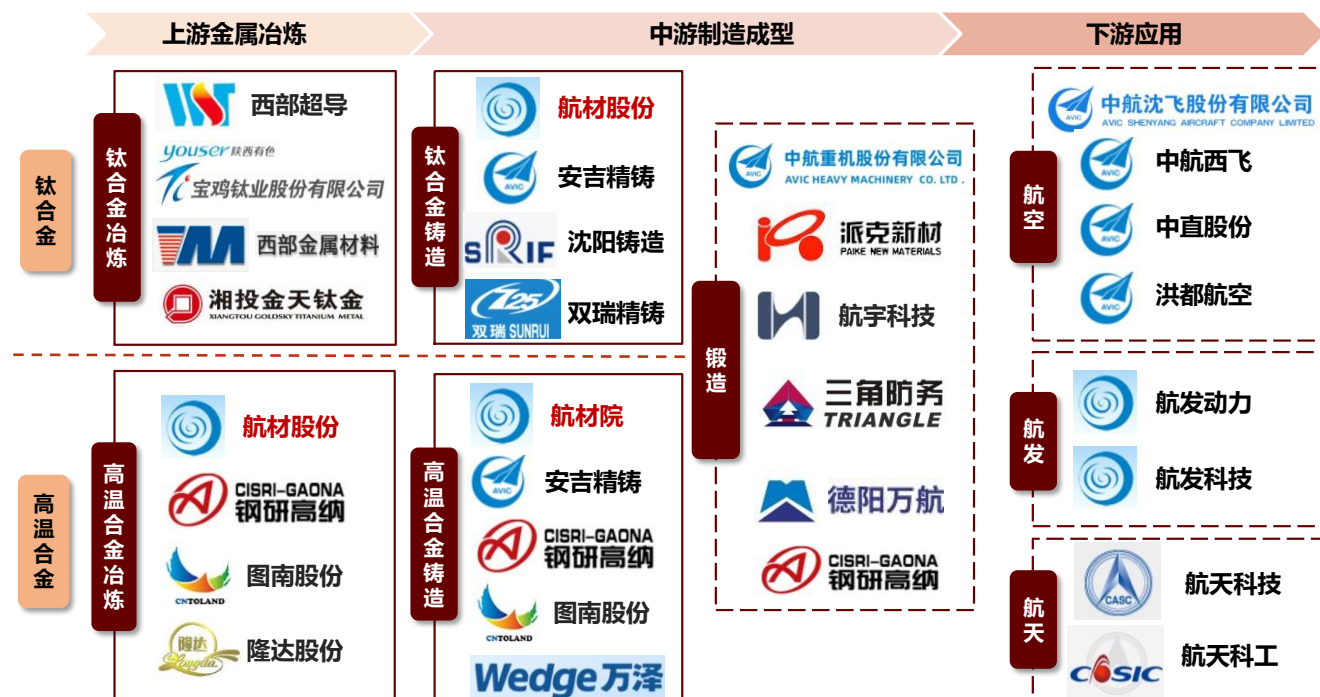 上游金属冶炼
中游制造成型
下游应用
钛合金
钛合金冶炼
西部超导
youser 陕西有色
宝鸡钛业股份有限公司
西部金属材料
湘投金天钛金
XIANGTOU GOLDSKY TITANIUM METAL
钛合金铸造
航材股份
AVIC
安吉精铸
SRIF
沈阳铸造
725
双瑞 SUNRUI
双瑞精铸
高温合金
高温合金冶炼
航材股份
CISRI-GAONA
钢研高纳
CNTOLAND
图南股份
隆达
Longda
隆达股份
高温合金铸造
航材院
AVIC
安吉精铸
CISRI-GAONA
钢研高纳
CNTOLAND
图南股份
Wedge万泽
锻造
AVIC
中航重机股份有限公司
AVIC HEAVY MACHINERY CO. LTD.
派克新材
PAIKE NEW MATERIALS
航宇科技
三角防务
TRIANGLE
德阳万航
CISRI-GAONA
钢研高纳
航空
AVIC
中航沈飞股份有限公司
AVIC SHENYANG AIRCRAFT COMPANY LIMITED
AVIC
中航西飞
AVIC
中直股份
AVIC
洪都航空
航发
航发动力
航发科技
航天
CASC
航天科技
CASIC
航天科工